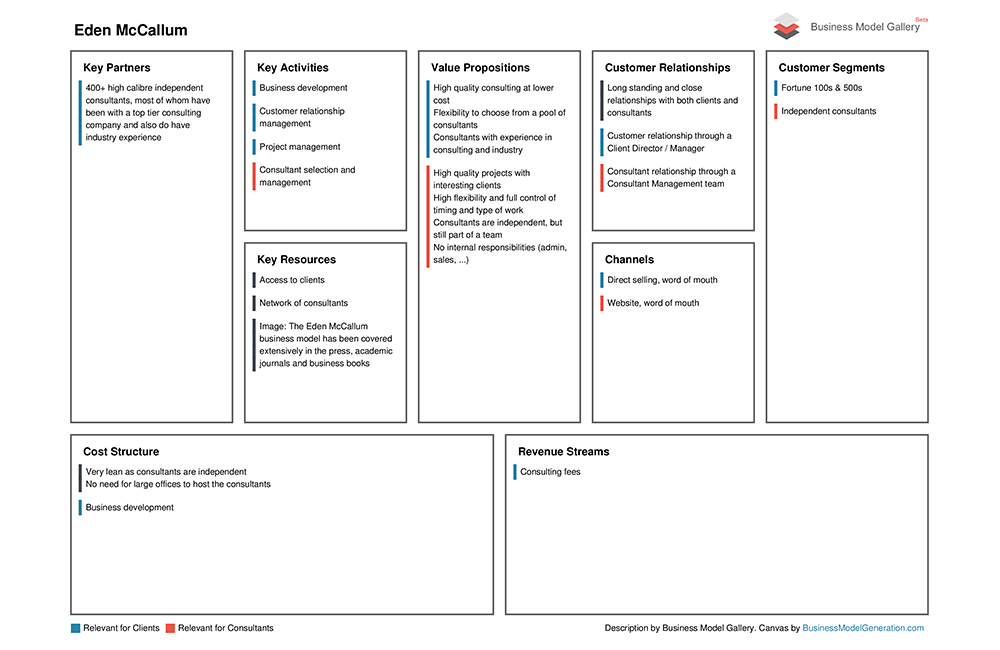 Eden McCallum
Business Model Gallery
Beta
Key Partners
400+ high calibre independent
consultants, most of whom have
been with a top tier consulting
company and also do have
industry experience
Key Activities
Business development
Customer relationship
management
Project management
Consultant selection and
management
Key Resources
Access to clients
Network of consultants
Image: The Eden McCallum
business model has been covered
extensively in the press, academic
journals and business books
Value Propositions
High quality consulting at lower
cost
Flexibility to choose from a pool of
consultants
Consultants with experience in
consulting and industry
High quality projects with
interesting clients
High flexibility and full control of
timing and type of work
Consultants are independent, but
still part of a team
No internal responsibilities (admin,
sales, ...)
Customer Relationships
Long standing and close
relationships with both clients and
consultants
Customer relationship through a
Client Director / Manager
Consultant relationship through a
Consultant Management team
Channels
Direct selling, word of mouth
Website, word of mouth
Customer Segments
Fortune 100s & 500s
Independent consultants
Cost Structure
Very lean as consultants are independent
No need for large offices to host the consultants
Business development
Revenue Streams
Consulting fees
Relevant for Clients
Relevant for Consultants
Description by Business Model Gallery. Canvas by BusinessModelGeneration.com